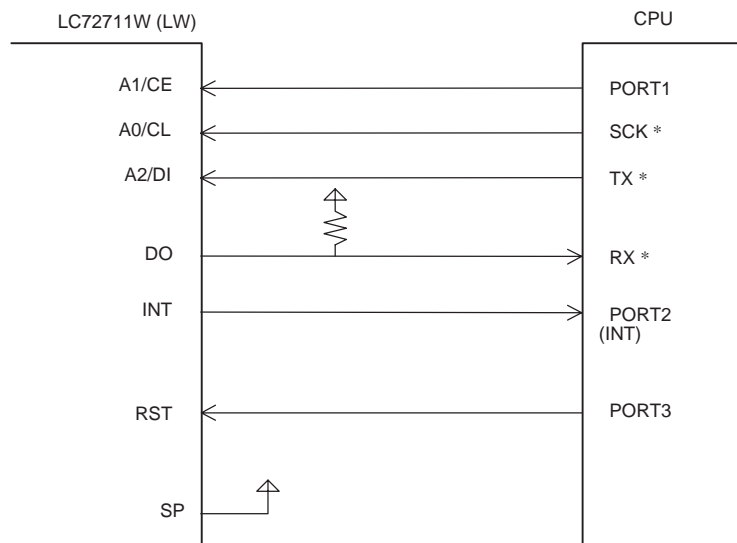 LC72711W (LW) CPU
A1/CE PORT1
A0/CL SCK *
A2/DI TX *
DO RX *
INT PORT2
(INT)
RST PORT3
SP